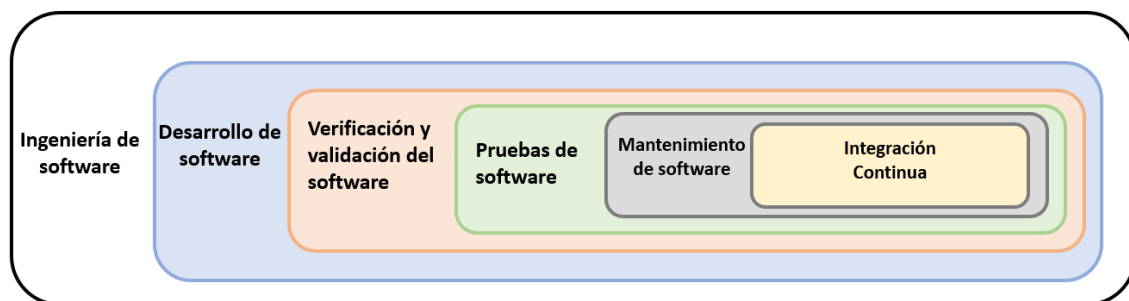 Ingeniería de
software
Desarrollo de
software
Verificación y
validación del
software
Pruebas de
software
Mantenimiento
de software
Integración
Continua